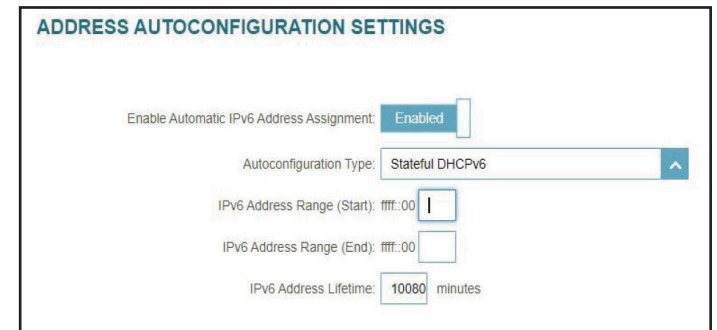 ADDRESS AUTOCONFIGURATION SETTINGS
Enable Automatic IPv6 Address Assignment: Enabled
Autoconfiguration Type: Stateful DHCPv6
IPv6 Address Range (Start): ffff::00
IPv6 Address Range (End): ffff::00
IPv6 Address Lifetime: 10080 minutes